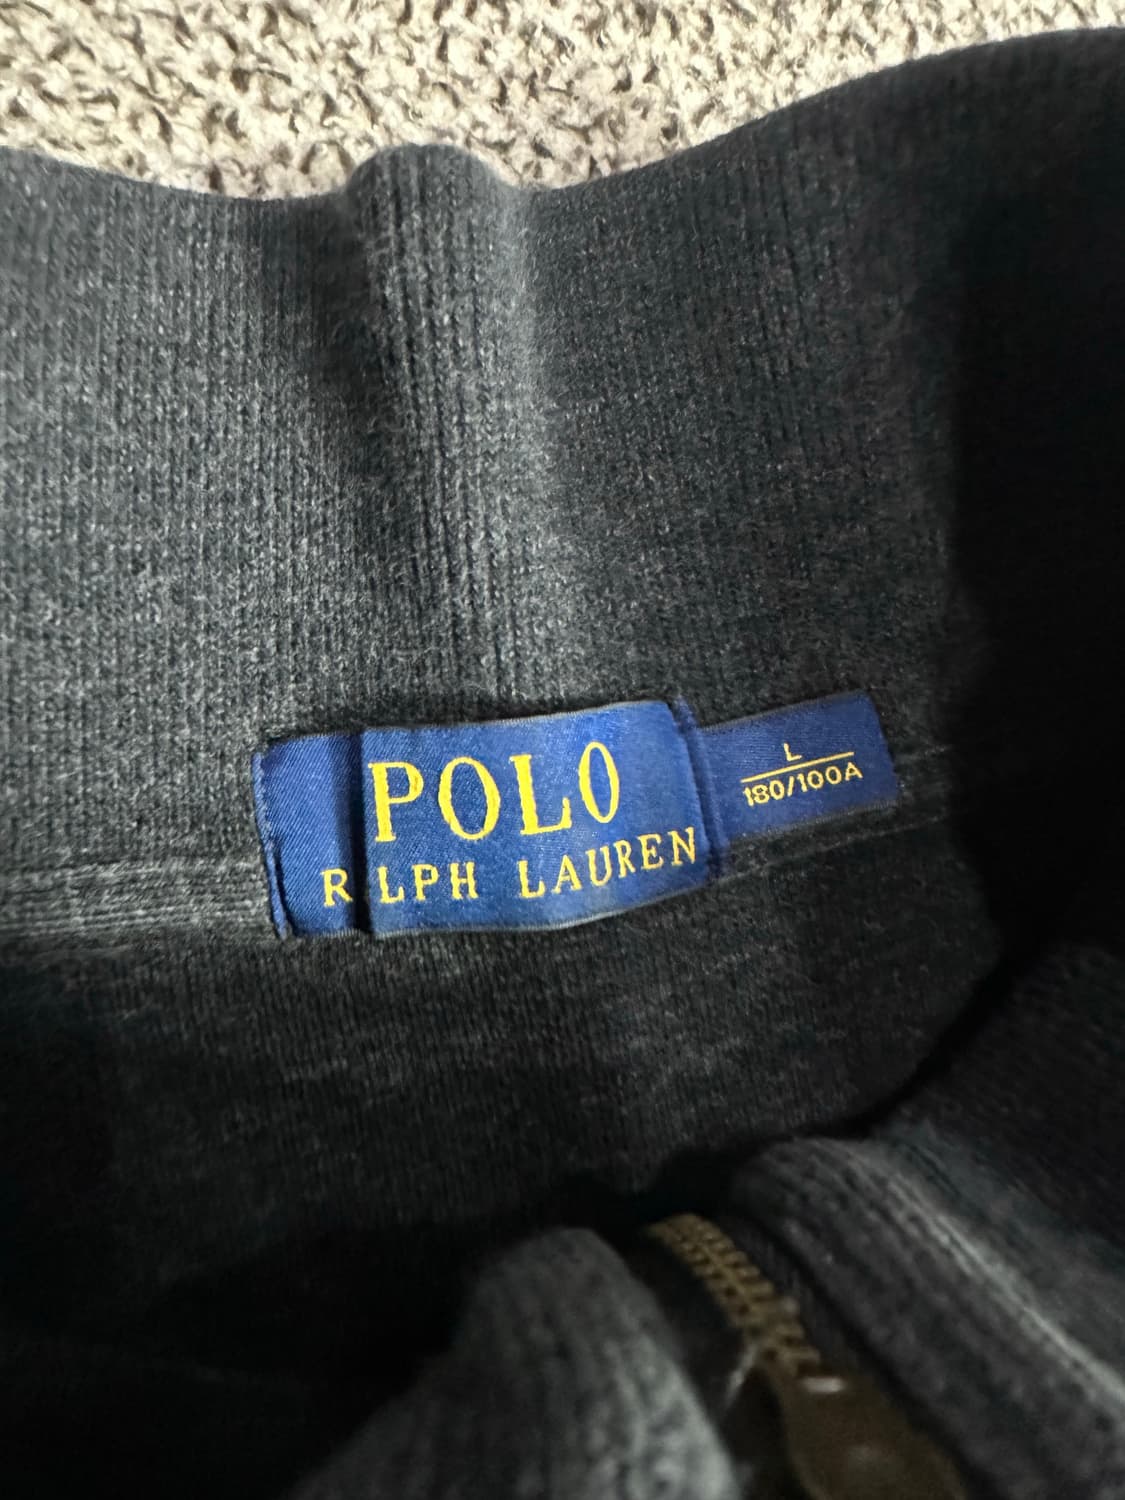 POLO
RLPH LAUREN
L
180/100A